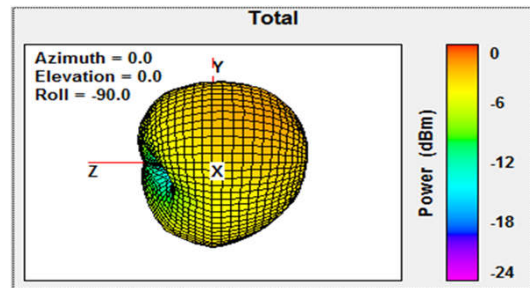 Total
Azimuth = 0.0
Elevation = 0.0
Roll = -90.0
Y
Z
X
0
-6
-12
-18
-24
Power (dBm)